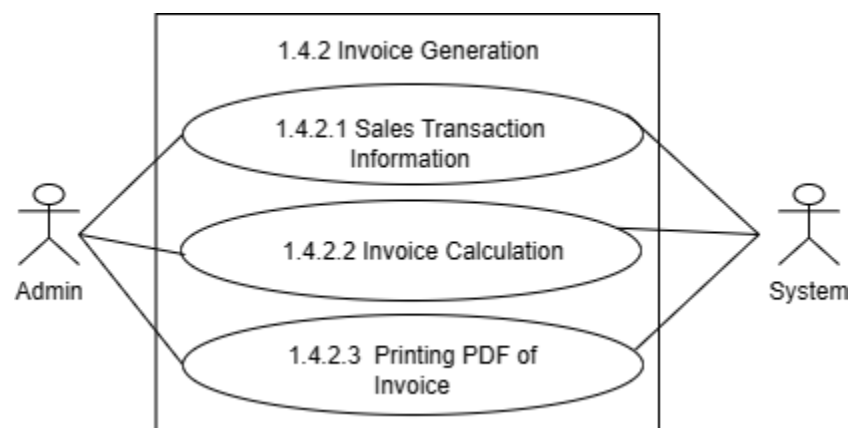 1.4.2 Invoice Generation
1.4.2.1 Sales Transaction
Information
1.4.2.2 Invoice Calculation
Admin
System
1.4.2.3 Printing PDF of
Invoice